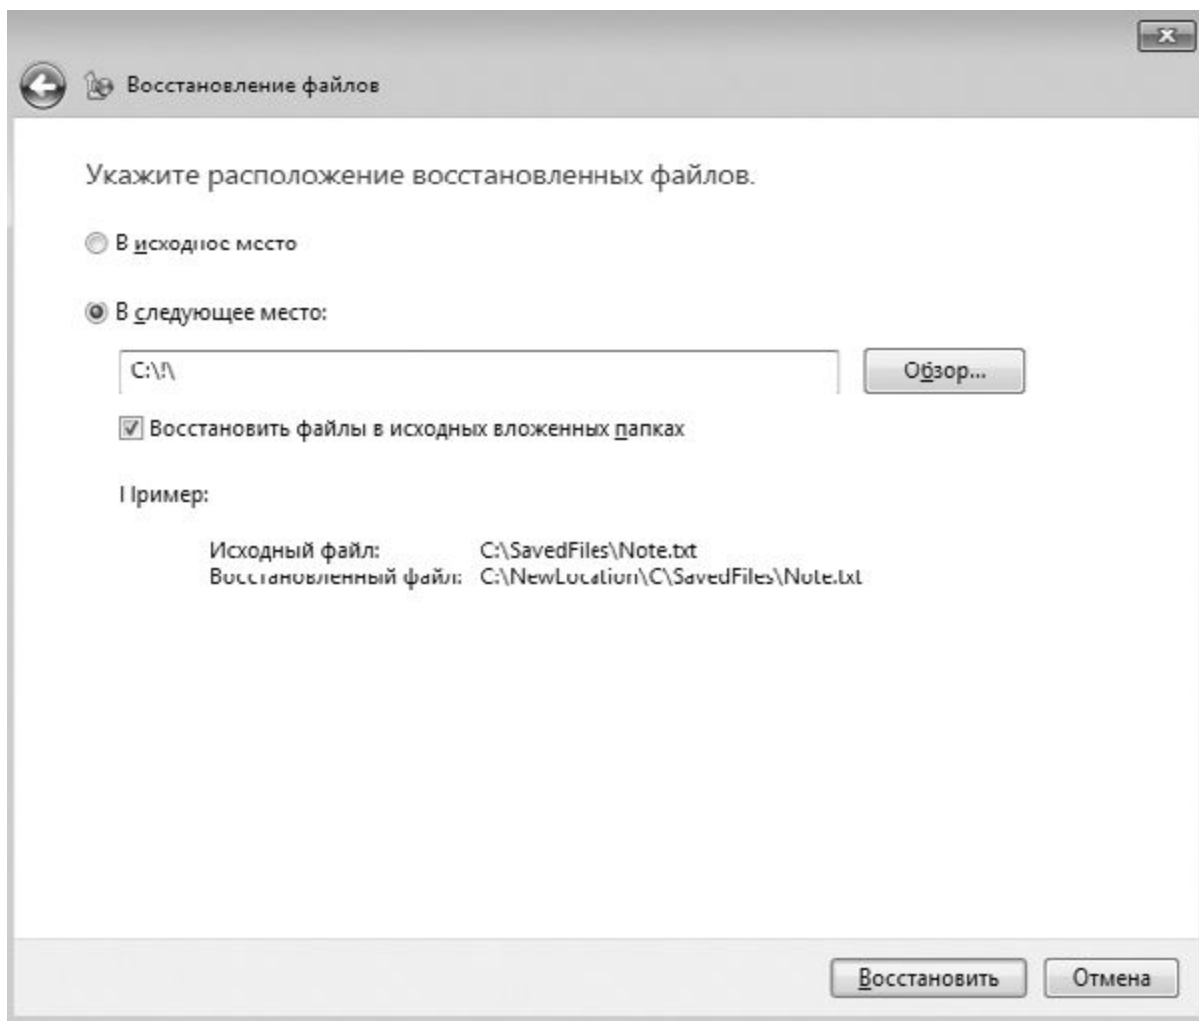 Восстановление файлов
Укажите расположение восстановленных файлов.
В исходное место
В следующее место:
C:\!\
Обзор...
Восстановить файлы в исходных вложенных папках
Пример:
Исходный файл: C:\SavedFiles\Note.txt
Восстановленный файл: C:\NewLocation\C\SavedFiles\Note.txt
Восстановить Отмена